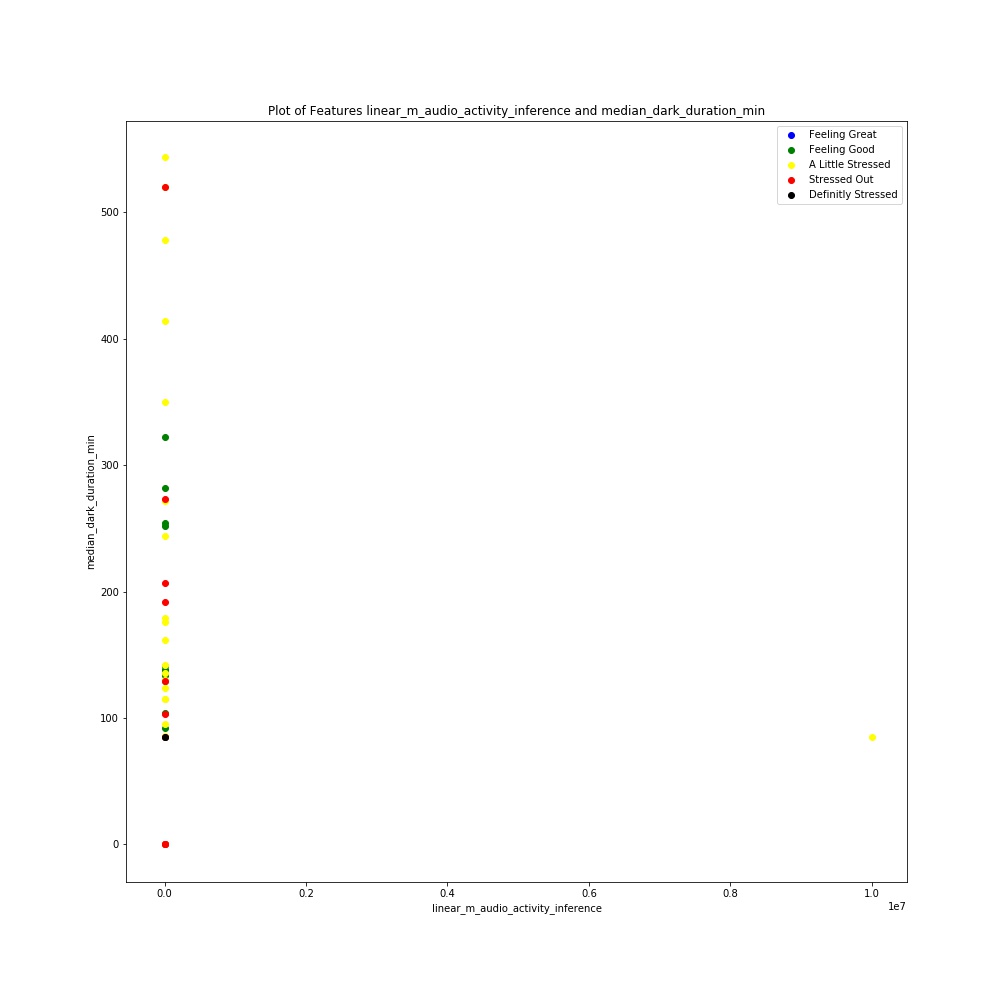 Plot of Features linear_m_audio_activity_inference and median_dark_duration_min
Feeling Great
Feeling Good
A Little Stressed
Stressed Out
Definitly Stressed
median_dark_duration_min
500
400
300
200
100
0
0.0 0.2 0.4 0.6 0.8 1.0
1e7
linear_m_audio_activity_inference